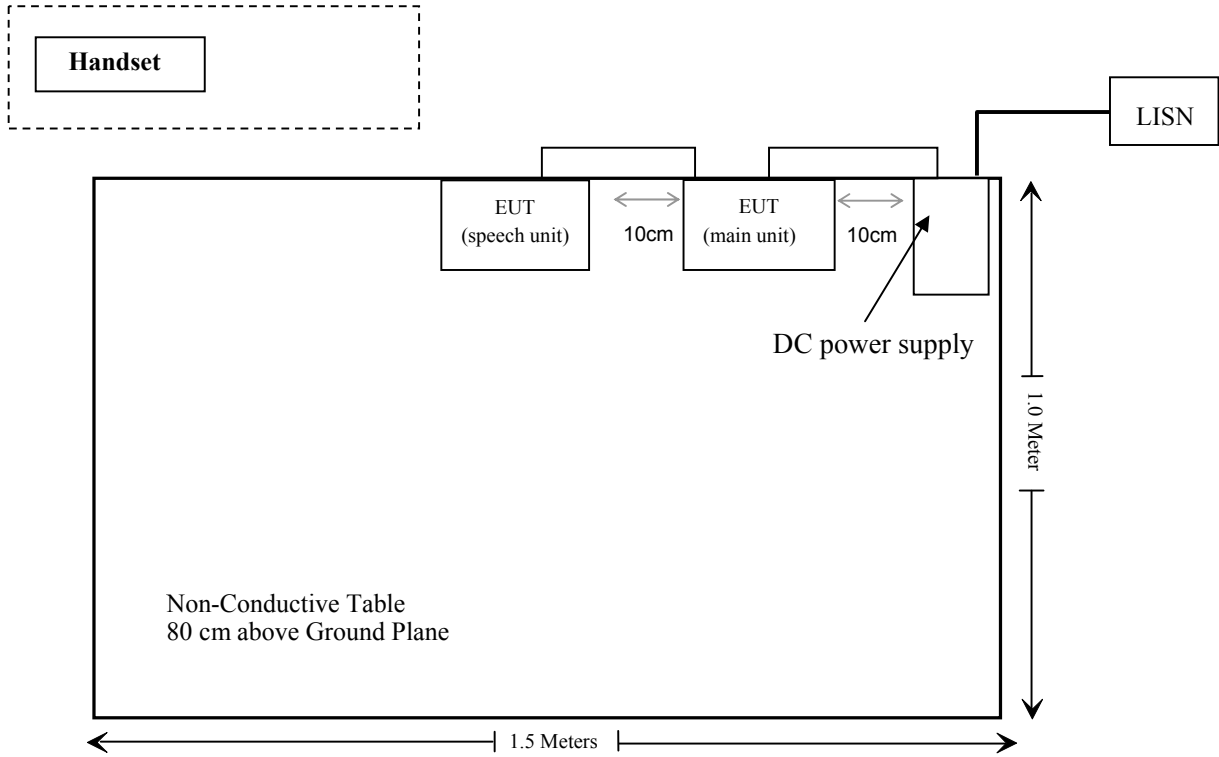 Handset
LISN
EUT
(speech unit)
10cm
EUT
(main unit)
10cm
DC power supply
1.0 Meter
Non-Conductive Table
80 cm above Ground Plane
1.5 Meters